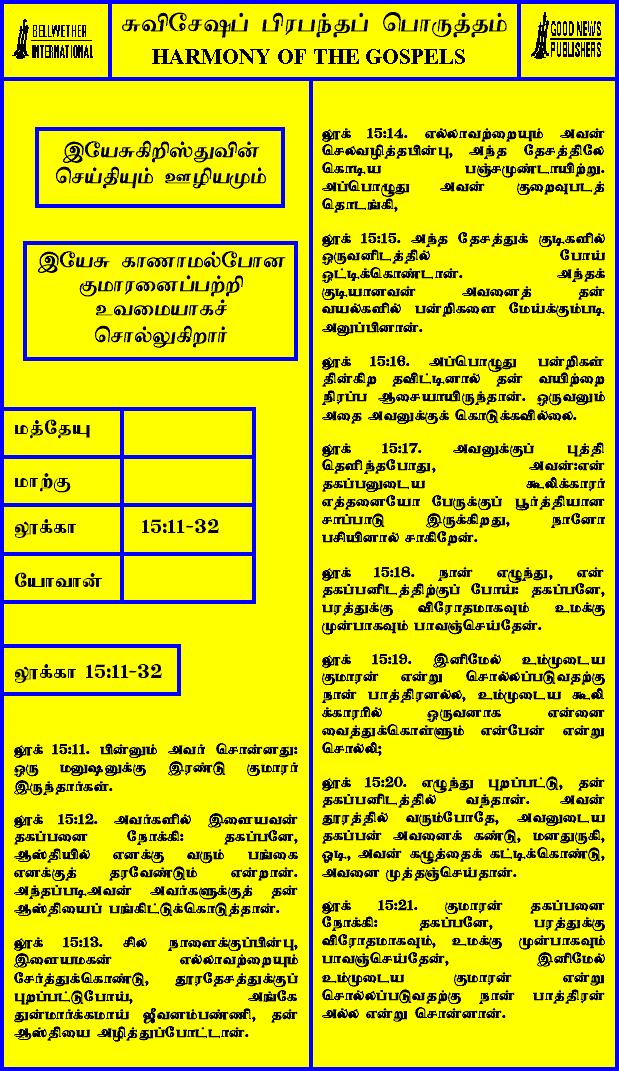 BELLWETHER
INTERNATIONAL
சுவிசேஷப் பிரபந்தப் பொருத்தம்
HARMONY OF THE GOSPELS
GOOD NEWS
PUBLISHERS
இயேசுகிறிஸ்துவின்
செய்தியும் ஊழியமும்
இயேசு காணாமல்போன
குமாரனைப்பற்றி
உவமையாகச்
சொல்லுகிறார்
மத்தேயு
மாற்கு
லூக்கா 15:11-32
யோவான்
லூக்கா 15:11-32
லூக் 15:11. பின்னும் அவர் சொன்னது:
ஒரு மனுஷனுக்கு இரண்டு குமாரர்
இருந்தார்கள்.
லூக் 15:12. அவர்களில் இளையவன்
தகப்பனை நோக்கி: தகப்பனே,
ஆஸ்தியில் எனக்கு வரும் பங்கை
எனக்குத் தரவேண்டும் என்றான்.
அந்தப்படிஅவன் அவர்களுக்குத் தன்
ஆஸ்தியைப் பங்கிட்டுக்கொடுத்தான்.
லூக் 15:13. சில நாளைக்குப்பின்பு,
இளையமகன் எல்லாவற்றையும்
சேர்த்துக்கொண்டு, தூரதேசத்துக்குப்
புறப்பட்டுபோய், அங்கே
துன்மார்க்கமாய் ஜீவனம்பண்ணி, தன்
ஆஸ்தியை அழித்துப்போட்டான்.
லூக் 15:14. எல்லாவற்றையும் அவன்
செலவழித்தபின்பு, அந்த தேசத்திலே
கொடிய பஞ்சமுண்டாயிற்று.
அப்பொழுது அவன் குறைவுபடத்
தொடங்கி,
லூக் 15:15. அந்த தேசத்துக் குடிகளில்
ஒருவனிடத்தில் போய்
ஒட்டிக்கொண்டான். அந்தக்
குடியானவன் அவனைத் தன்
வயல்களில் பன்றிகளை மேய்க்கும்படி
அனுப்பினான்.
லூக் 15:16. அப்பொழுது பன்றிகள்
தின்கிற தவிட்டினால் தன் வயிற்றை
நிரப்ப ஆசையாயிருந்தான். ஒருவனும்
அதை அவனுக்குக் கொடுக்கவில்லை.
லூக் 15:17. அவனுக்குப் புத்தி
தெளிந்தபோது, அவன்:என்
தகப்பனுடைய கூலிக்காரர்
எத்தனையோ பேருக்குப் பூர்த்தியான
சாப்பாடு இருக்கிறது, நானோ
பசியினால் சாகிறேன்.
லூக் 15:18. நான் எழுந்து, என்
தகப்பனிடத்திற்குப் போய்: தகப்பனே,
பரத்துக்கு விரோதமாகவும் உமக்கு
முன்பாகவும் பாவஞ்செய்தேன்.
லூக் 15:19. இனிமேல் உம்முடைய
குமாரன் என்று சொல்லப்படுவதற்கு
நான் பாத்திரனல்ல, உம்முடைய கூலி
க்காரரில் ஒருவனாக என்னை
வைத்துக்கொள்ளும் என்பேன் என்று
சொல்லி;
லூக் 15:20. எழுந்து புறப்பட்டு, தன்
தகப்பனிடத்தில் வந்தான். அவன்
தூரத்தில் வரும்போதே, அவனுடைய
தகப்பன் அவனைக் கண்டு, மனதுருகி,
ஓடி, அவன் கழுத்தைக் கட்டிக்கொண்டு,
அவனை முத்தஞ்செய்தான்.
லூக் 15:21. குமாரன் தகப்பனை
நோக்கி: தகப்பனே, பரத்துக்கு
விரோதமாகவும், உமக்கு முன்பாகவும்
பாவஞ்செய்தேன், இனிமேல்
உம்முடைய குமாரன் என்று
சொல்லப்படுவதற்கு நான் பாத்திரன்
அல்ல என்று சொன்னான்.